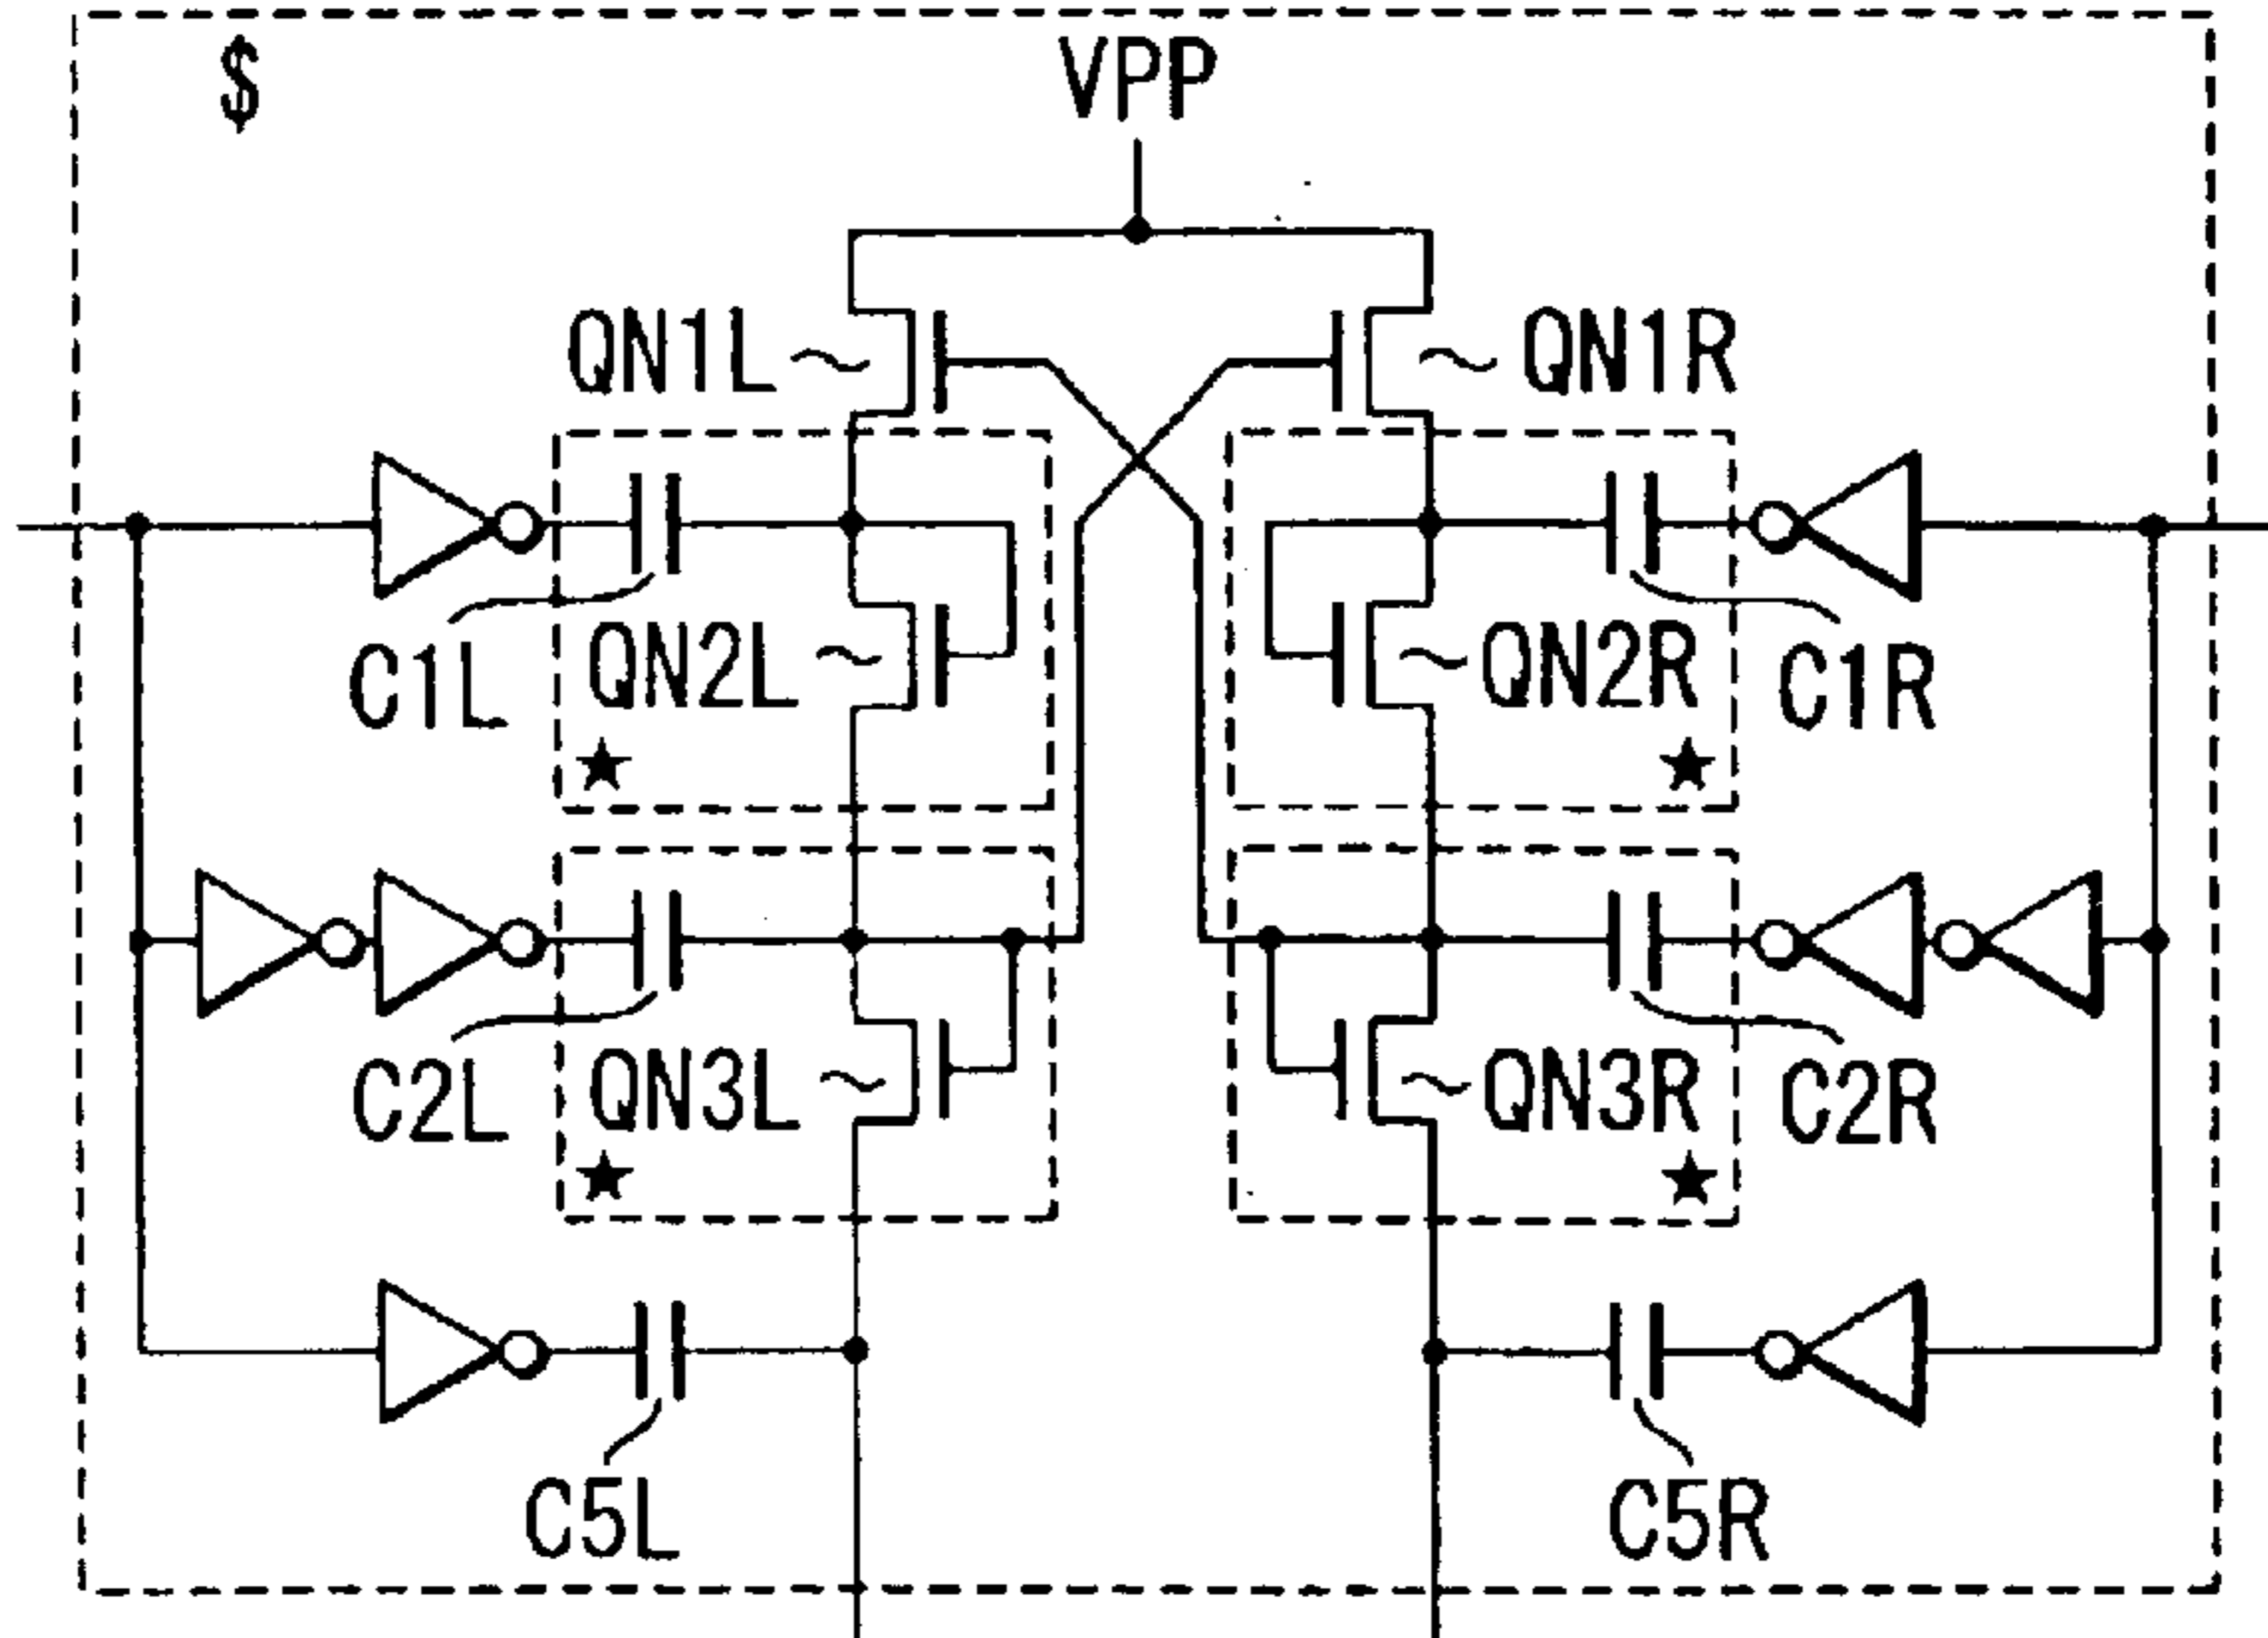 $
VPP
QN1L
QN1R
C1L
QN2L
QN2R
C1R
★
★
C2L
QN3L
QN3R
C2R
★
★
C5L
C5R